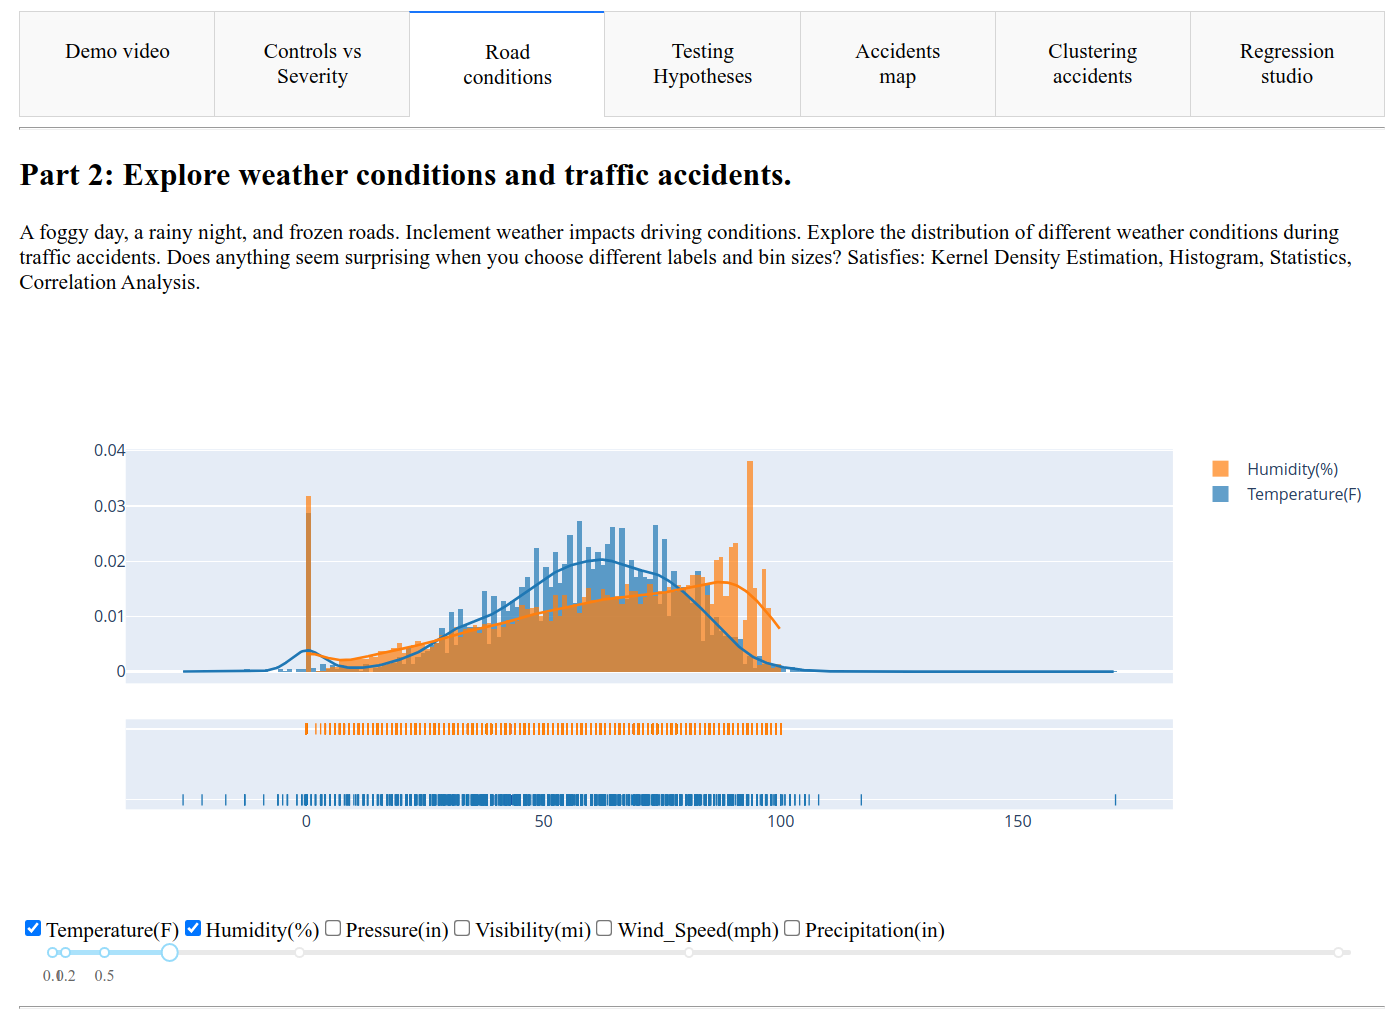 Demo video
Controls vs
Severity
Road
conditions
Testing
Hypotheses
Accidents
map
Clustering
accidents
Regression
studio
Part 2: Explore weather conditions and traffic accidents.
A foggy day, a rainy night, and frozen roads. Inclement weather impacts driving conditions. Explore the distribution of different weather conditions during
traffic accidents. Does anything seem surprising when you choose different labels and bin sizes? Satisfies: Kernel Density Estimation, Histogram, Statistics,
Correlation Analysis.
0.04
0.03
0.02
0.01
0
Humidity(%)
Temperature(F)
0 50 100 150
Temperature(F) Humidity(%) Pressure(in) Visibility(mi) Wind_Speed(mph) Precipitation(in)
0.2 0.5